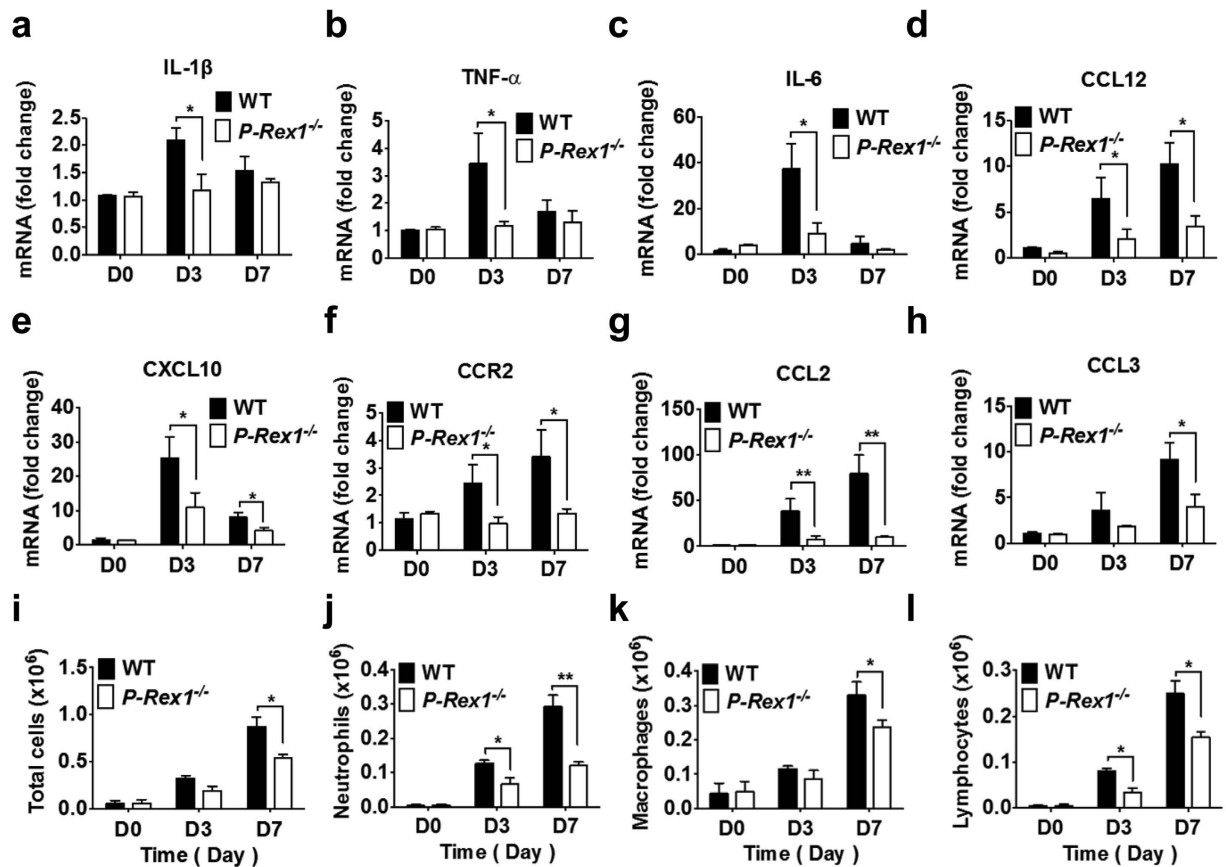 a
IL-1β
mRNA (fold change)
2.5
2.0
1.5
1.0
0.5
0.0
WT
P-Rex1-/-
*
D0 D3 D7
b
TNF-α
mRNA (fold change)
5
4
3
2
1
0
WT
P-Rex1-/-
*
D0 D3 D7
c
IL-6
mRNA (fold change)
60
40
20
0
WT
P-Rex1-/-
*
D0 D3 D7
d
CCL12
mRNA (fold change)
15
10
5
0
WT
P-Rex1-/-
* *
D0 D3 D7
e
CXCL10
mRNA (fold change)
40
30
20
10
0
WT
P-Rex1-/-
* *
D0 D3 D7
f
CCR2
mRNA (fold change)
5
4
3
2
1
0
WT
P-Rex1-/-
* *
D0 D3 D7
g
CCL2
mRNA (fold change)
150
100
50
0
WT
P-Rex1-/-
** **
D0 D3 D7
h
CCL3
mRNA (fold change)
15
10
5
0
WT
P-Rex1-/-
*
D0 D3 D7
i
Total cells (x10⁶)
1.5
1.0
0.5
0.0
WT
P-Rex1-/-
*
D0 D3 D7
Time ( Day )
j
Neutrophils (x10⁶)
0.4
0.3
0.2
0.1
0.0
WT
P-Rex1-/-
* **
D0 D3 D7
Time ( Day )
k
Macrophages (x10⁶)
0.4
0.3
0.2
0.1
0.0
WT
P-Rex1-/-
*
D0 D3 D7
Time ( Day )
l
Lymphocytes (x10⁶)
0.3
0.2
0.1
0.0
WT
P-Rex1-/-
* *
D0 D3 D7
Time ( Day )